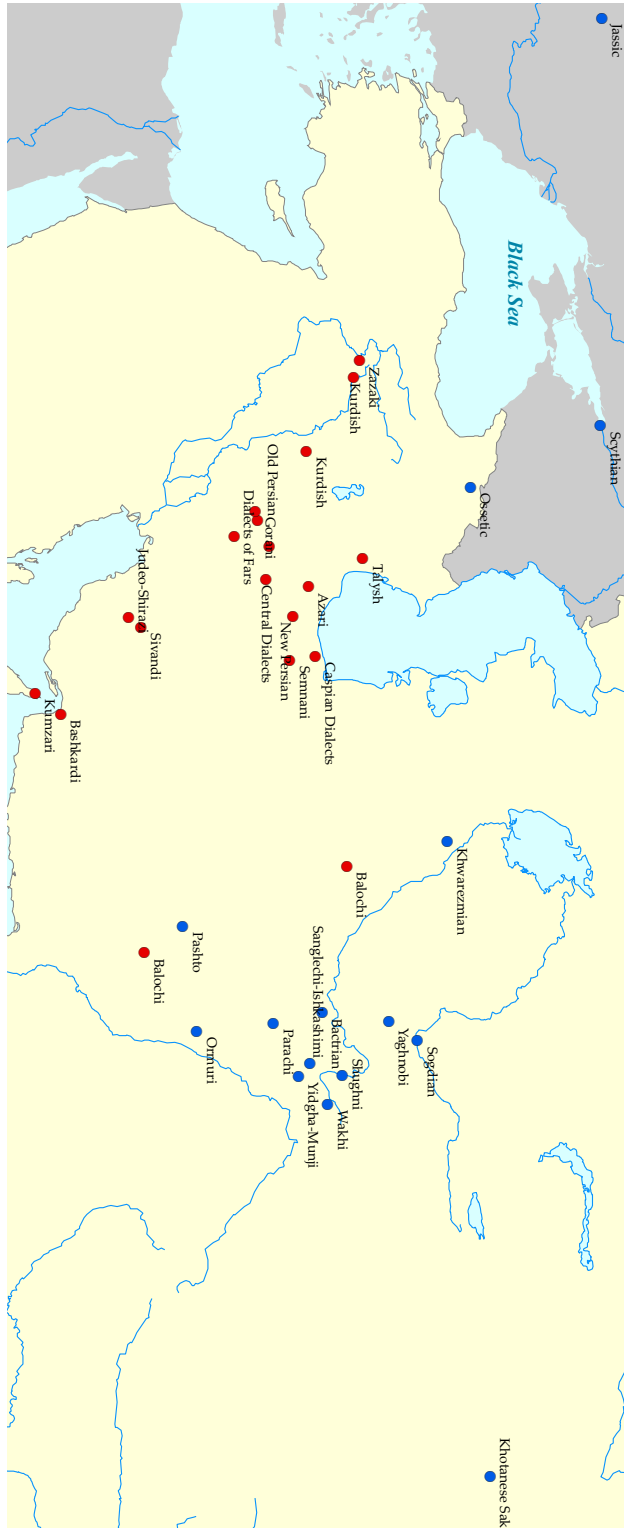 Jassic
Black Sea
Scythian
Zazaki
Kurdish
Kurdish
Ossetic
Old Persian
Gorani
Dialects of Fars
Talysh
Azari
Central Dialects
New Persian
Semnani
Caspian Dialects
Judeo-Shirazi
Sivandi
Kumzari
Bashkardi
Khwarezmian
Balochi
Balochi
Pashto
Sanglechi-Ishkashimi
Bactrian
Yaghnobi
Sogdian
Ormuri
Parachi
Shughni
Yidgha-Munji
Wakhi
Khotanese Sak